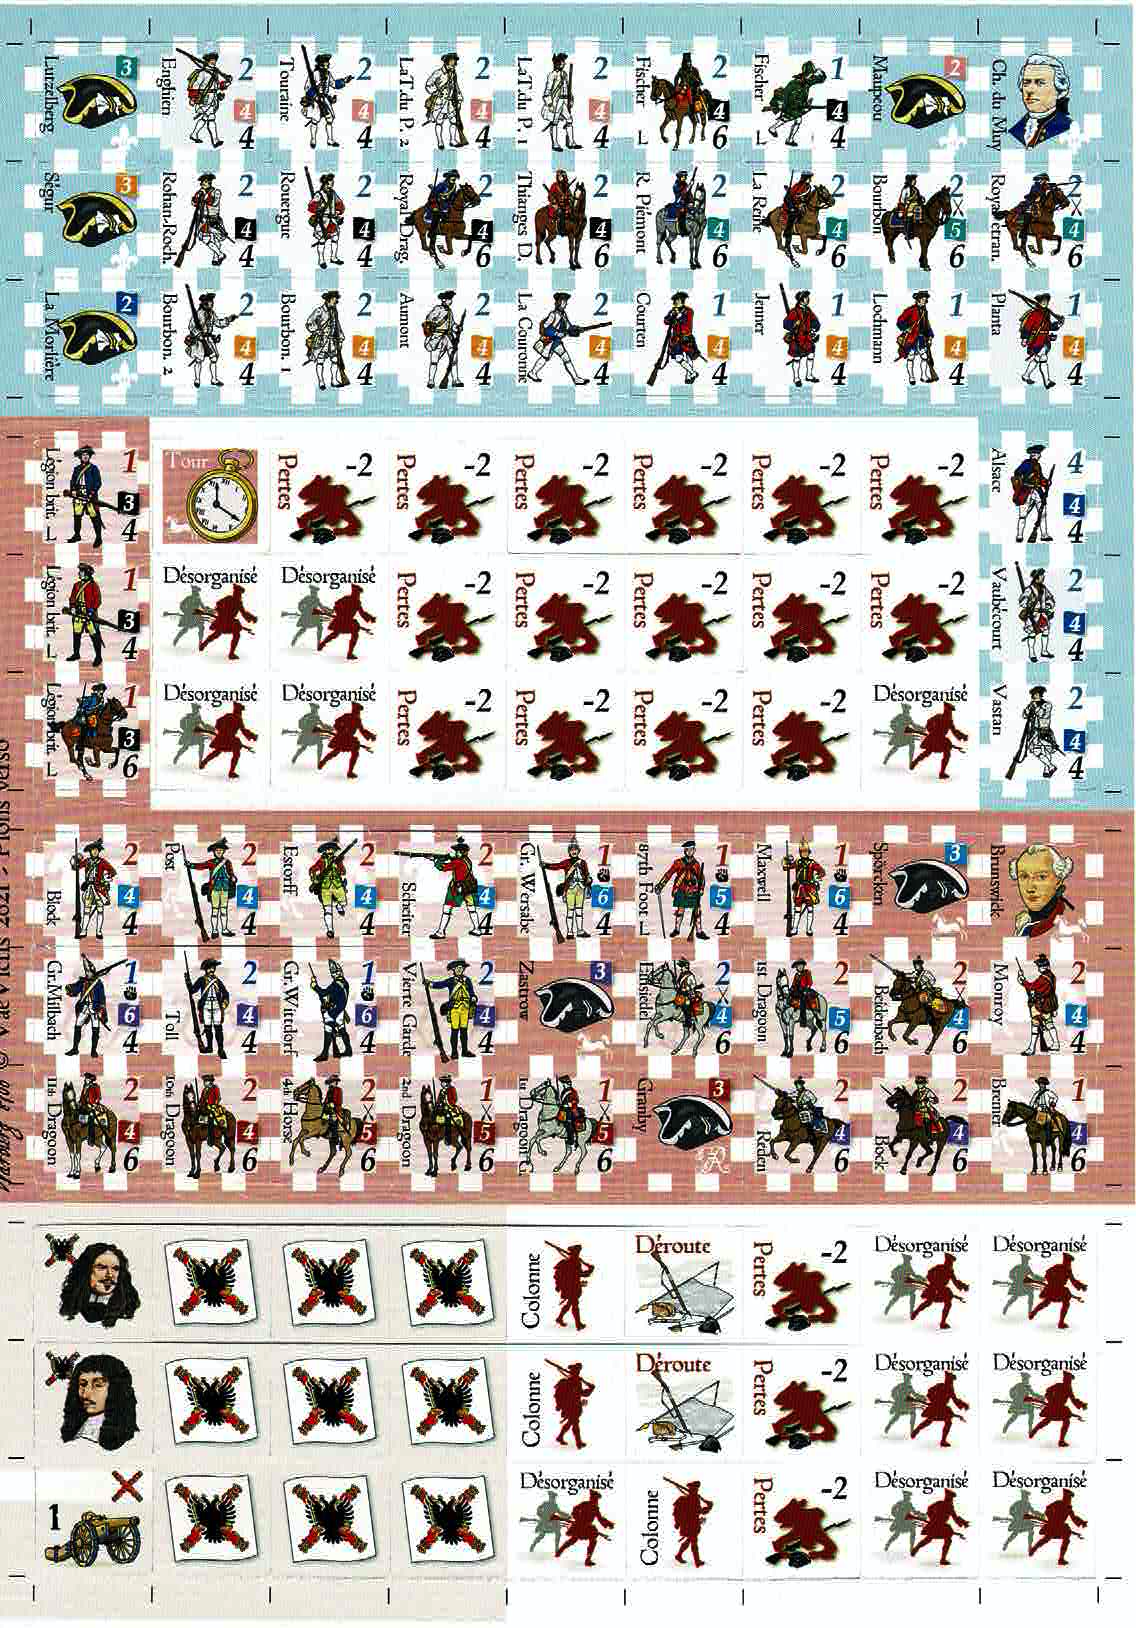 3 Lutzelberg
Enghien 2 4 4
Touraine 2 4 4
LaT.du P. 2 2 4 4
LaT.du P. 1 2 4 4
Fischer L 2 4 6
Fischer L 1 4 4
2 Maupeou
Ch. du Muy
3 Ségur
Rohan-Roch. 2 4 4
Rouergue 2 4 4
Royal Drag. 2 4 6
Thianges D. 2 4 6
R. Piémont 2 4 6
La Reine 2 4 6
Bourbon 2 5 6
Royal étran. 2 4 6
2 La Morlière
Bourbon. 2 2 4 4
Bourbon. 1 2 4 4
Aumont 2 4 4
La Couronne 2 4 4
Courten 1 4 4
Jenner 1 4 4
Lochmann 1 4 4
Planta 1 4 4
Légion brit. L 1 3 4
Tour
Pertes -2
Pertes -2
Pertes -2
Pertes -2
Pertes -2
Pertes -2
Alsace 4 4 4
Légion brit. L 1 3 4
Désorganisé
Désorganisé
Pertes -2
Pertes -2
Pertes -2
Pertes -2
Pertes -2
Vaubécourt 2 4 4
Légion brit. L 1 3 6
Désorganisé
Désorganisé
Pertes -2
Pertes -2
Pertes -2
Pertes -2
Désorganisé
Vastan 2 4 4
© VaeVictis 2021 - Pions verso
Block 2 4 4
Post 2 4 4
Estorff 2 4 4
Scheiter 2 4 4
Gr. Wersabe 1 6 4
87th Foot L 1 5 4
Maxwell 1 6 4
3 Spörcken
Brunswick
Gr. Milbach 1 6 4
Toll 2 4 4
Gr. Wittdorf 1 6 4
Vierre Garde 2 4 4
3 Zastrow
Einsiedel 2 4 6
1st Dragoon 2 5 6
Beidenbach 2 4 6
Monroy 2 4 4
11th Dragoon 2 4 6
10th Dragoon 2 4 6
4th Horse 2 5 6
2nd Dragoon 1 5 6
1st Dragoon G. 1 5 6
3 Granby
Reden 2 4 6
Bock 2 4 6
Bremer 1 4 6
Colonne
Déroute
Pertes -2
Désorganisé
Désorganisé
Colonne
Déroute
Pertes -2
Désorganisé
Désorganisé
1
Désorganisé
Colonne
Pertes -2
Désorganisé
Désorganisé